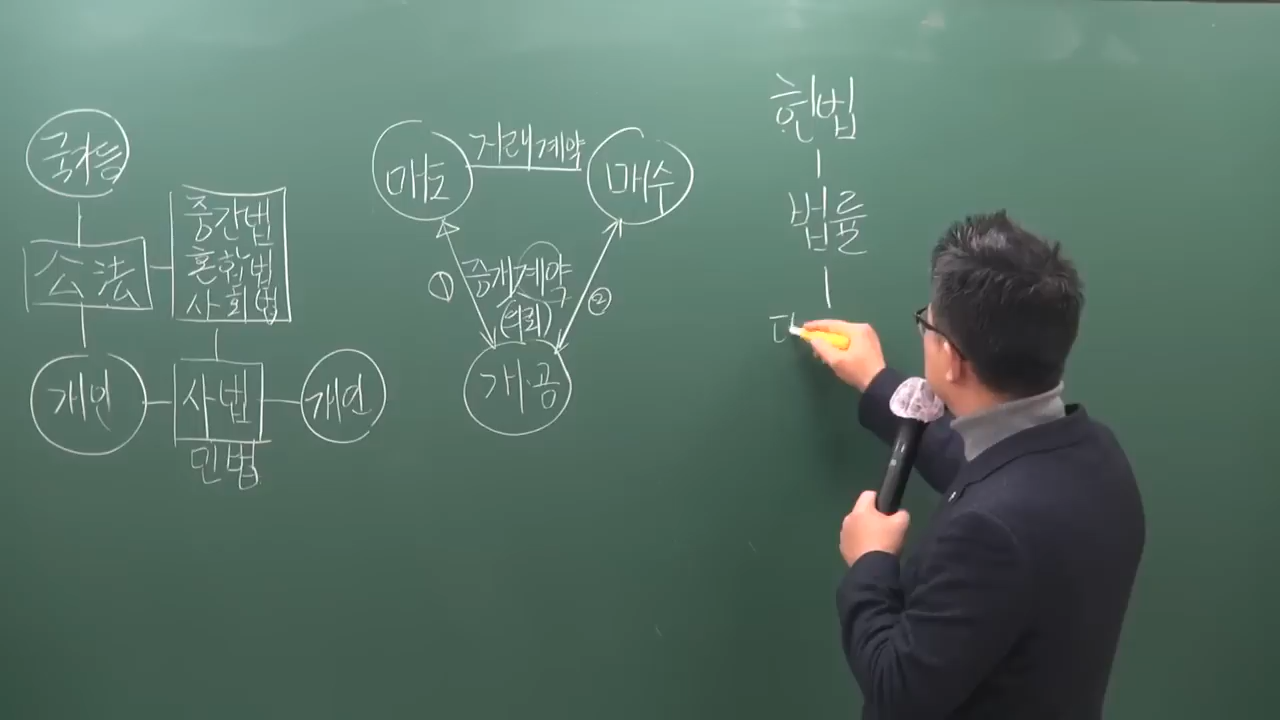 국가등
公法
중간법
혼합법
사회법
개인
사법
개인
민법
매도
거래계약
매수
①
중개계약
(의뢰)
②
개·공
헌법
법률